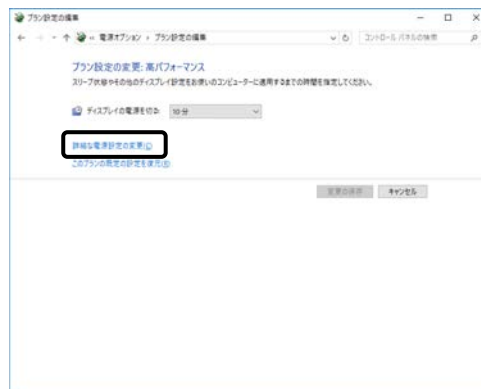 プラン設定の編集
« 電源オプション › プラン設定の編集
コントロール パネルの検索
プラン設定の変更: 高パフォーマンス
スリープ状態やその他のディスプレイ設定をお使いのコンピューターに適用するまでの時間を指定してください。
ディスプレイの電源を切る: 10 分
詳細な電源設定の変更(C)
このプランの既定の設定を復元(R)
変更の保存 キャンセル